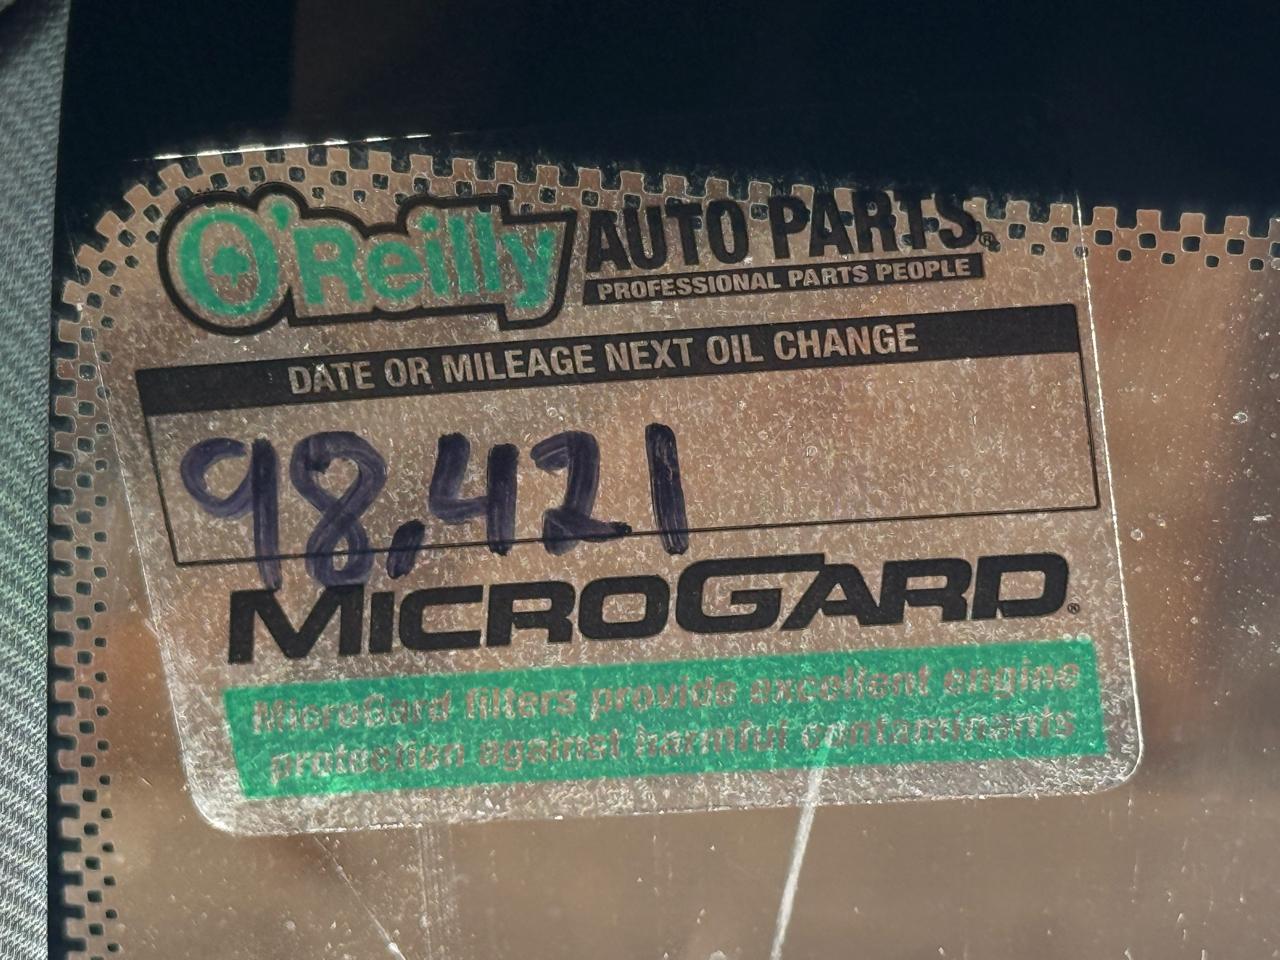 O'Reilly AUTO PARTS®
PROFESSIONAL PARTS PEOPLE
DATE OR MILEAGE NEXT OIL CHANGE
98,421
MICROGARD®
MicroGard filters provide excellent engine
protection against harmful contaminants